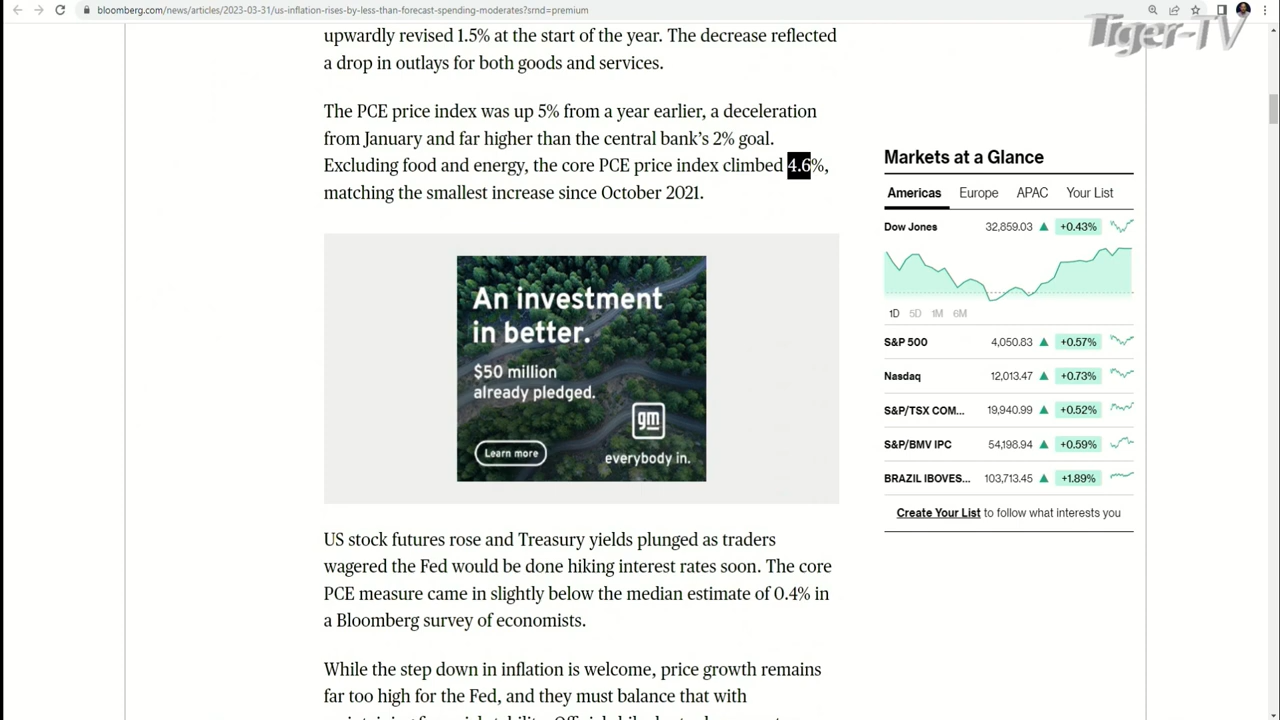 bloomberg.com/news/articles/2023-03-31/us-inflation-rises-by-less-than-forecast-spending-moderates?srnd=premium
Tiger-TV
upwardly revised 1.5% at the start of the year. The decrease reflected
a drop in outlays for both goods and services.
The PCE price index was up 5% from a year earlier, a deceleration
from January and far higher than the central bank's 2% goal.
Excluding food and energy, the core PCE price index climbed 4.6%,
matching the smallest increase since October 2021.
An investment
in better.
$50 million
already pledged.
gm
Learn more
everybody in.
US stock futures rose and Treasury yields plunged as traders
wagered the Fed would be done hiking interest rates soon. The core
PCE measure came in slightly below the median estimate of 0.4% in
a Bloomberg survey of economists.
While the step down in inflation is welcome, price growth remains
far too high for the Fed, and they must balance that with
Markets at a Glance
Americas Europe APAC Your List
Dow Jones 32,859.03 ▲ +0.43%
1D 5D 1M 6M
S&P 500 4,050.83 ▲ +0.57%
Nasdaq 12,013.47 ▲ +0.73%
S&P/TSX COM... 19,940.99 ▲ +0.52%
S&P/BMV IPC 54,198.94 ▲ +0.59%
BRAZIL IBOVES... 103,713.45 ▲ +1.89%
Create Your List to follow what interests you